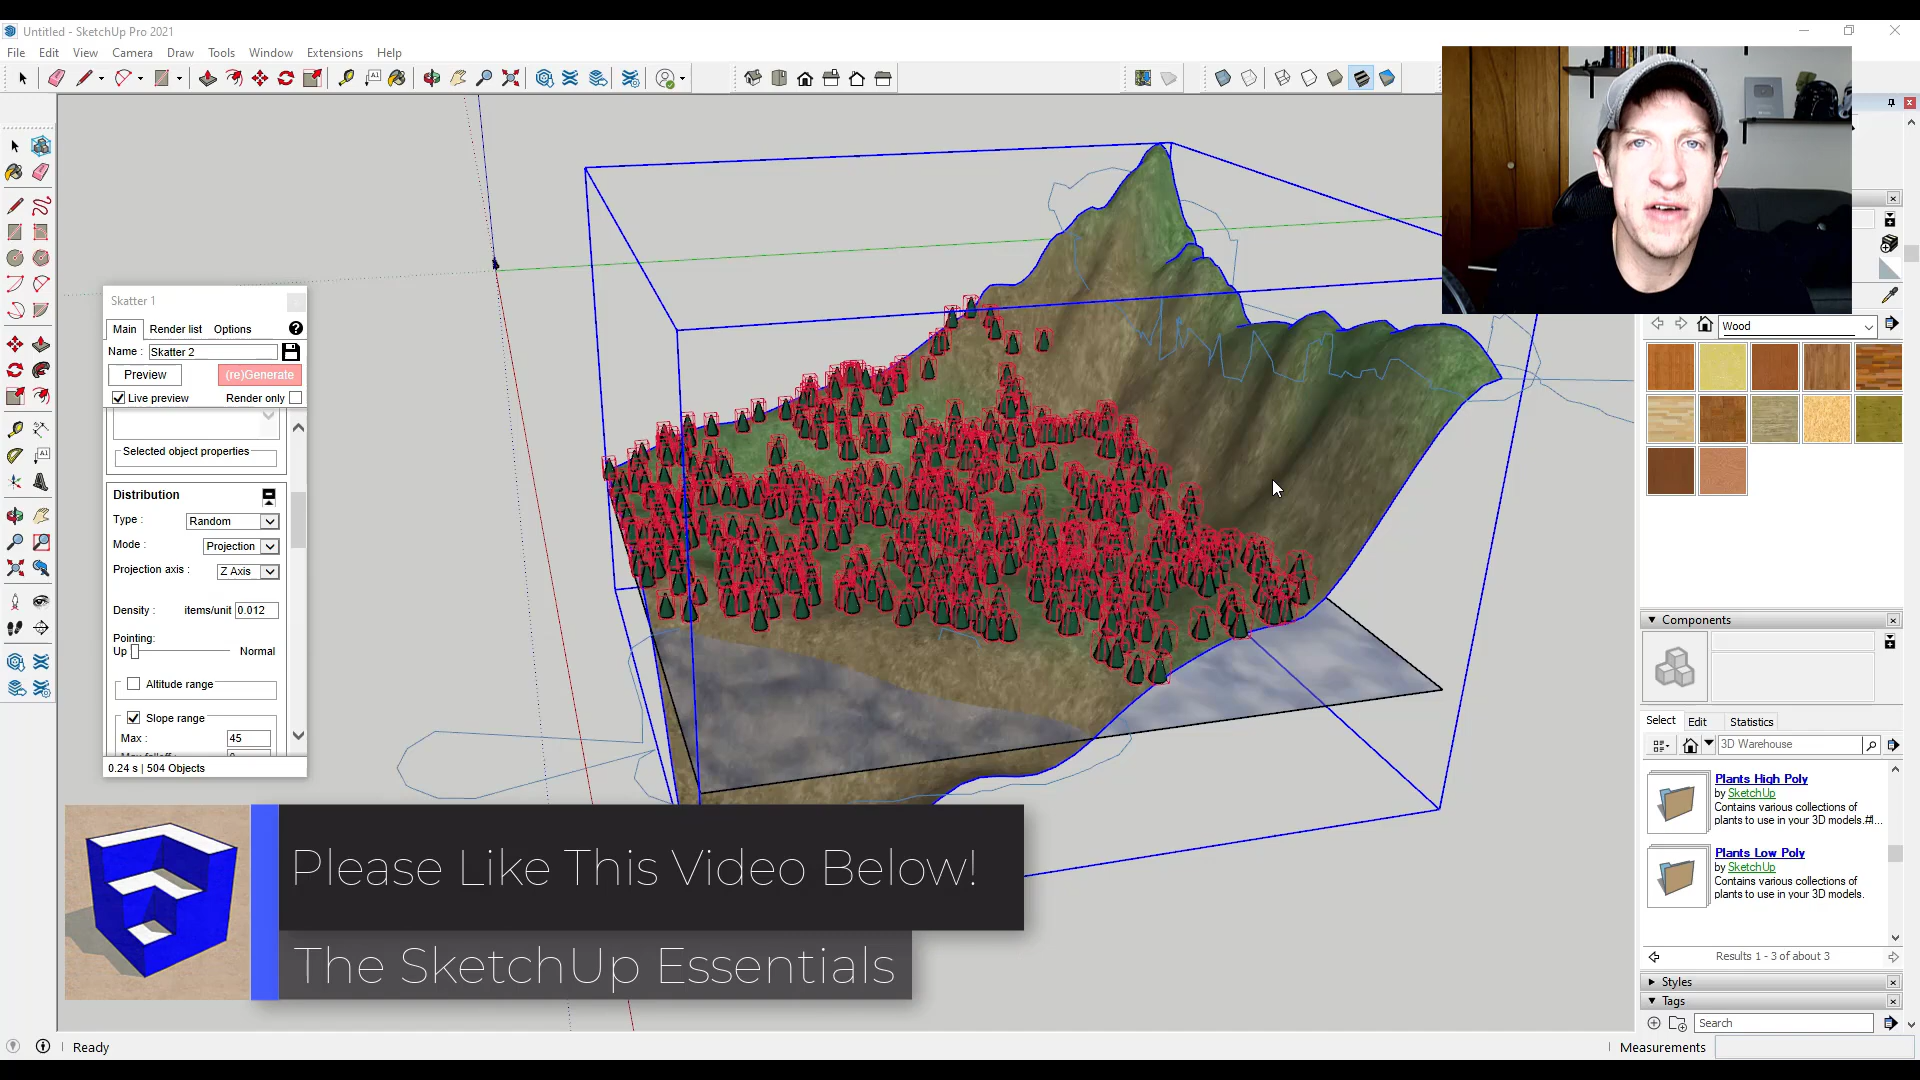 Untitled - SketchUp Pro 2021
File Edit View Camera Draw Tools Window Extensions Help
Skatter 1
Main Render list Options
Name : Skatter 2
Preview (re)Generate
Live preview Render only
Selected object properties
Distribution
Type : Random
Mode : Projection
Projection axis : Z Axis
Density : items/unit 0.012
Pointing:
Up Normal
Altitude range
Slope range
Max : 45
0.24 s | 504 Objects
Wood
Components
Select Edit Statistics
3D Warehouse
Plants High Poly
by SketchUp
Contains various collections of
plants to use in your 3D models.#l...
Plants Low Poly
by SketchUp
Contains various collections of
plants to use in your 3D models.
Results 1 - 3 of about 3
Styles
Tags
Search
Please Like This Video Below!
The SketchUp Essentials
Ready
Measurements